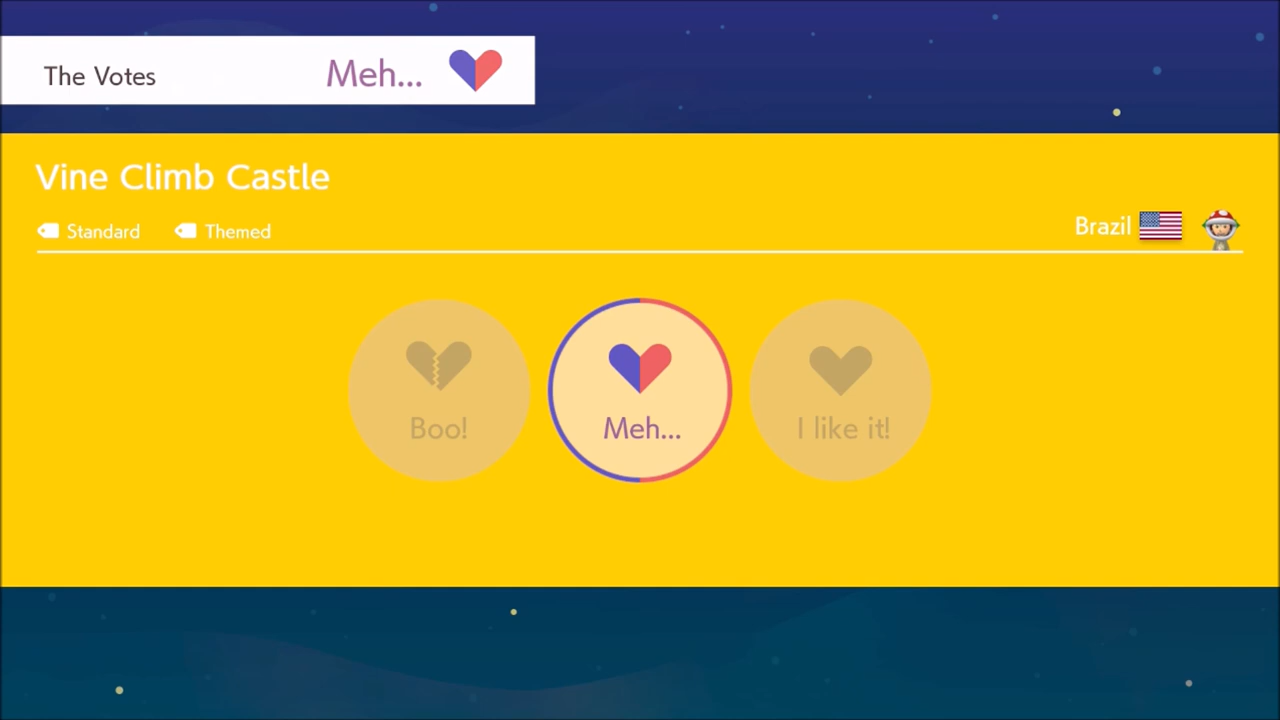 The Votes Meh...
Vine Climb Castle
Standard Themed
Brazil
Boo! Meh... I like it!